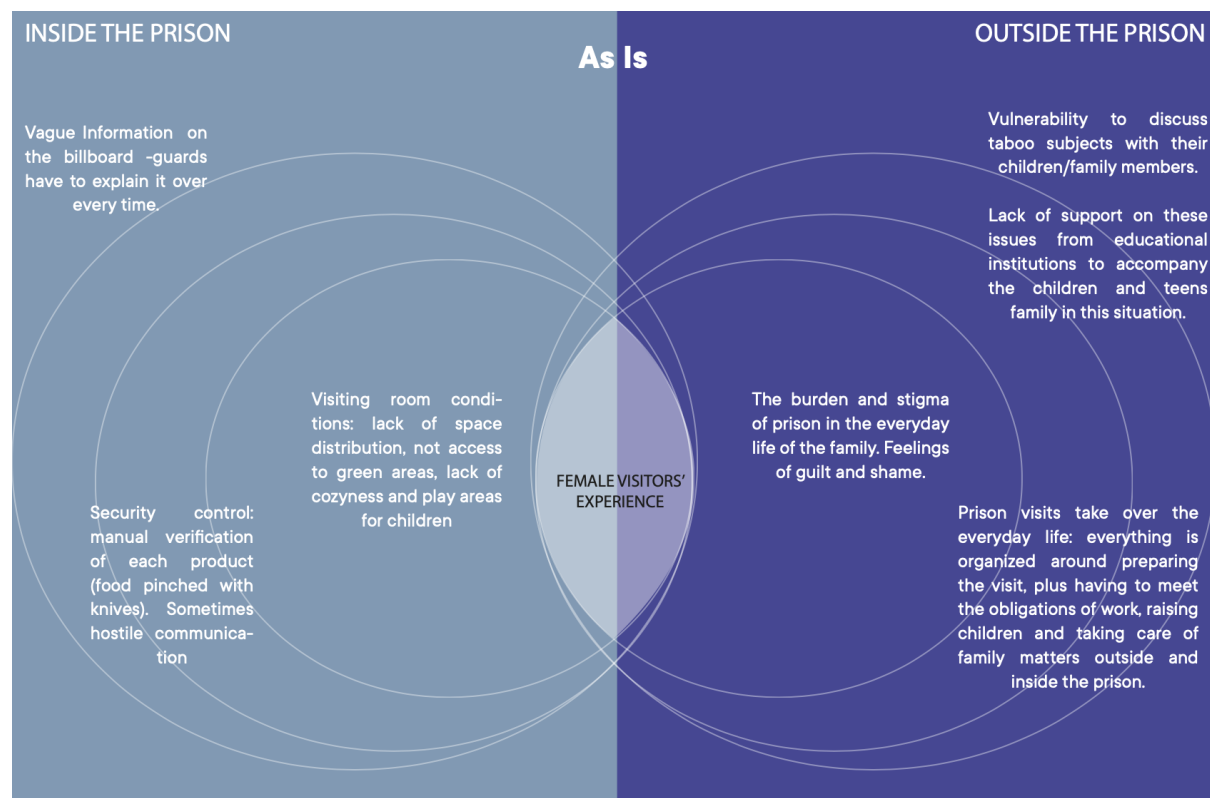 INSIDE THE PRISON
OUTSIDE THE PRISON
As Is
Vague Information on
the billboard -guards
have to explain it over
every time.
Visiting room condi-
tions: lack of space
distribution, not access
to green areas, lack of
cozyness and play areas
for children
Security control:
manual verification
of each product
(food pinched with
knives). Sometimes
hostile communica-
tion
FEMALE VISITORS'
EXPERIENCE
Vulnerability to discuss
taboo subjects with their
children/family members.
Lack of support on these
issues from educational
institutions to accompany
the children and teens
family in this situation.
The burden and stigma
of prison in the everyday
life of the family. Feelings
of guilt and shame.
Prison visits take over the
everyday life: everything is
organized around preparing
the visit, plus having to meet
the obligations of work, raising
children and taking care of
family matters outside and
inside the prison.